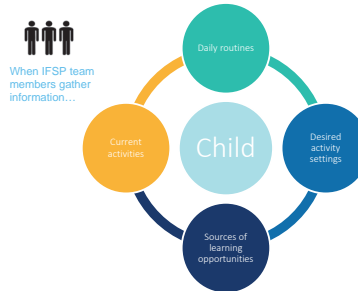 When IFSP team
members gather
information…
Daily routines
Current
activities
Child
Desired
activity
settings
Sources of
learning
opportunities